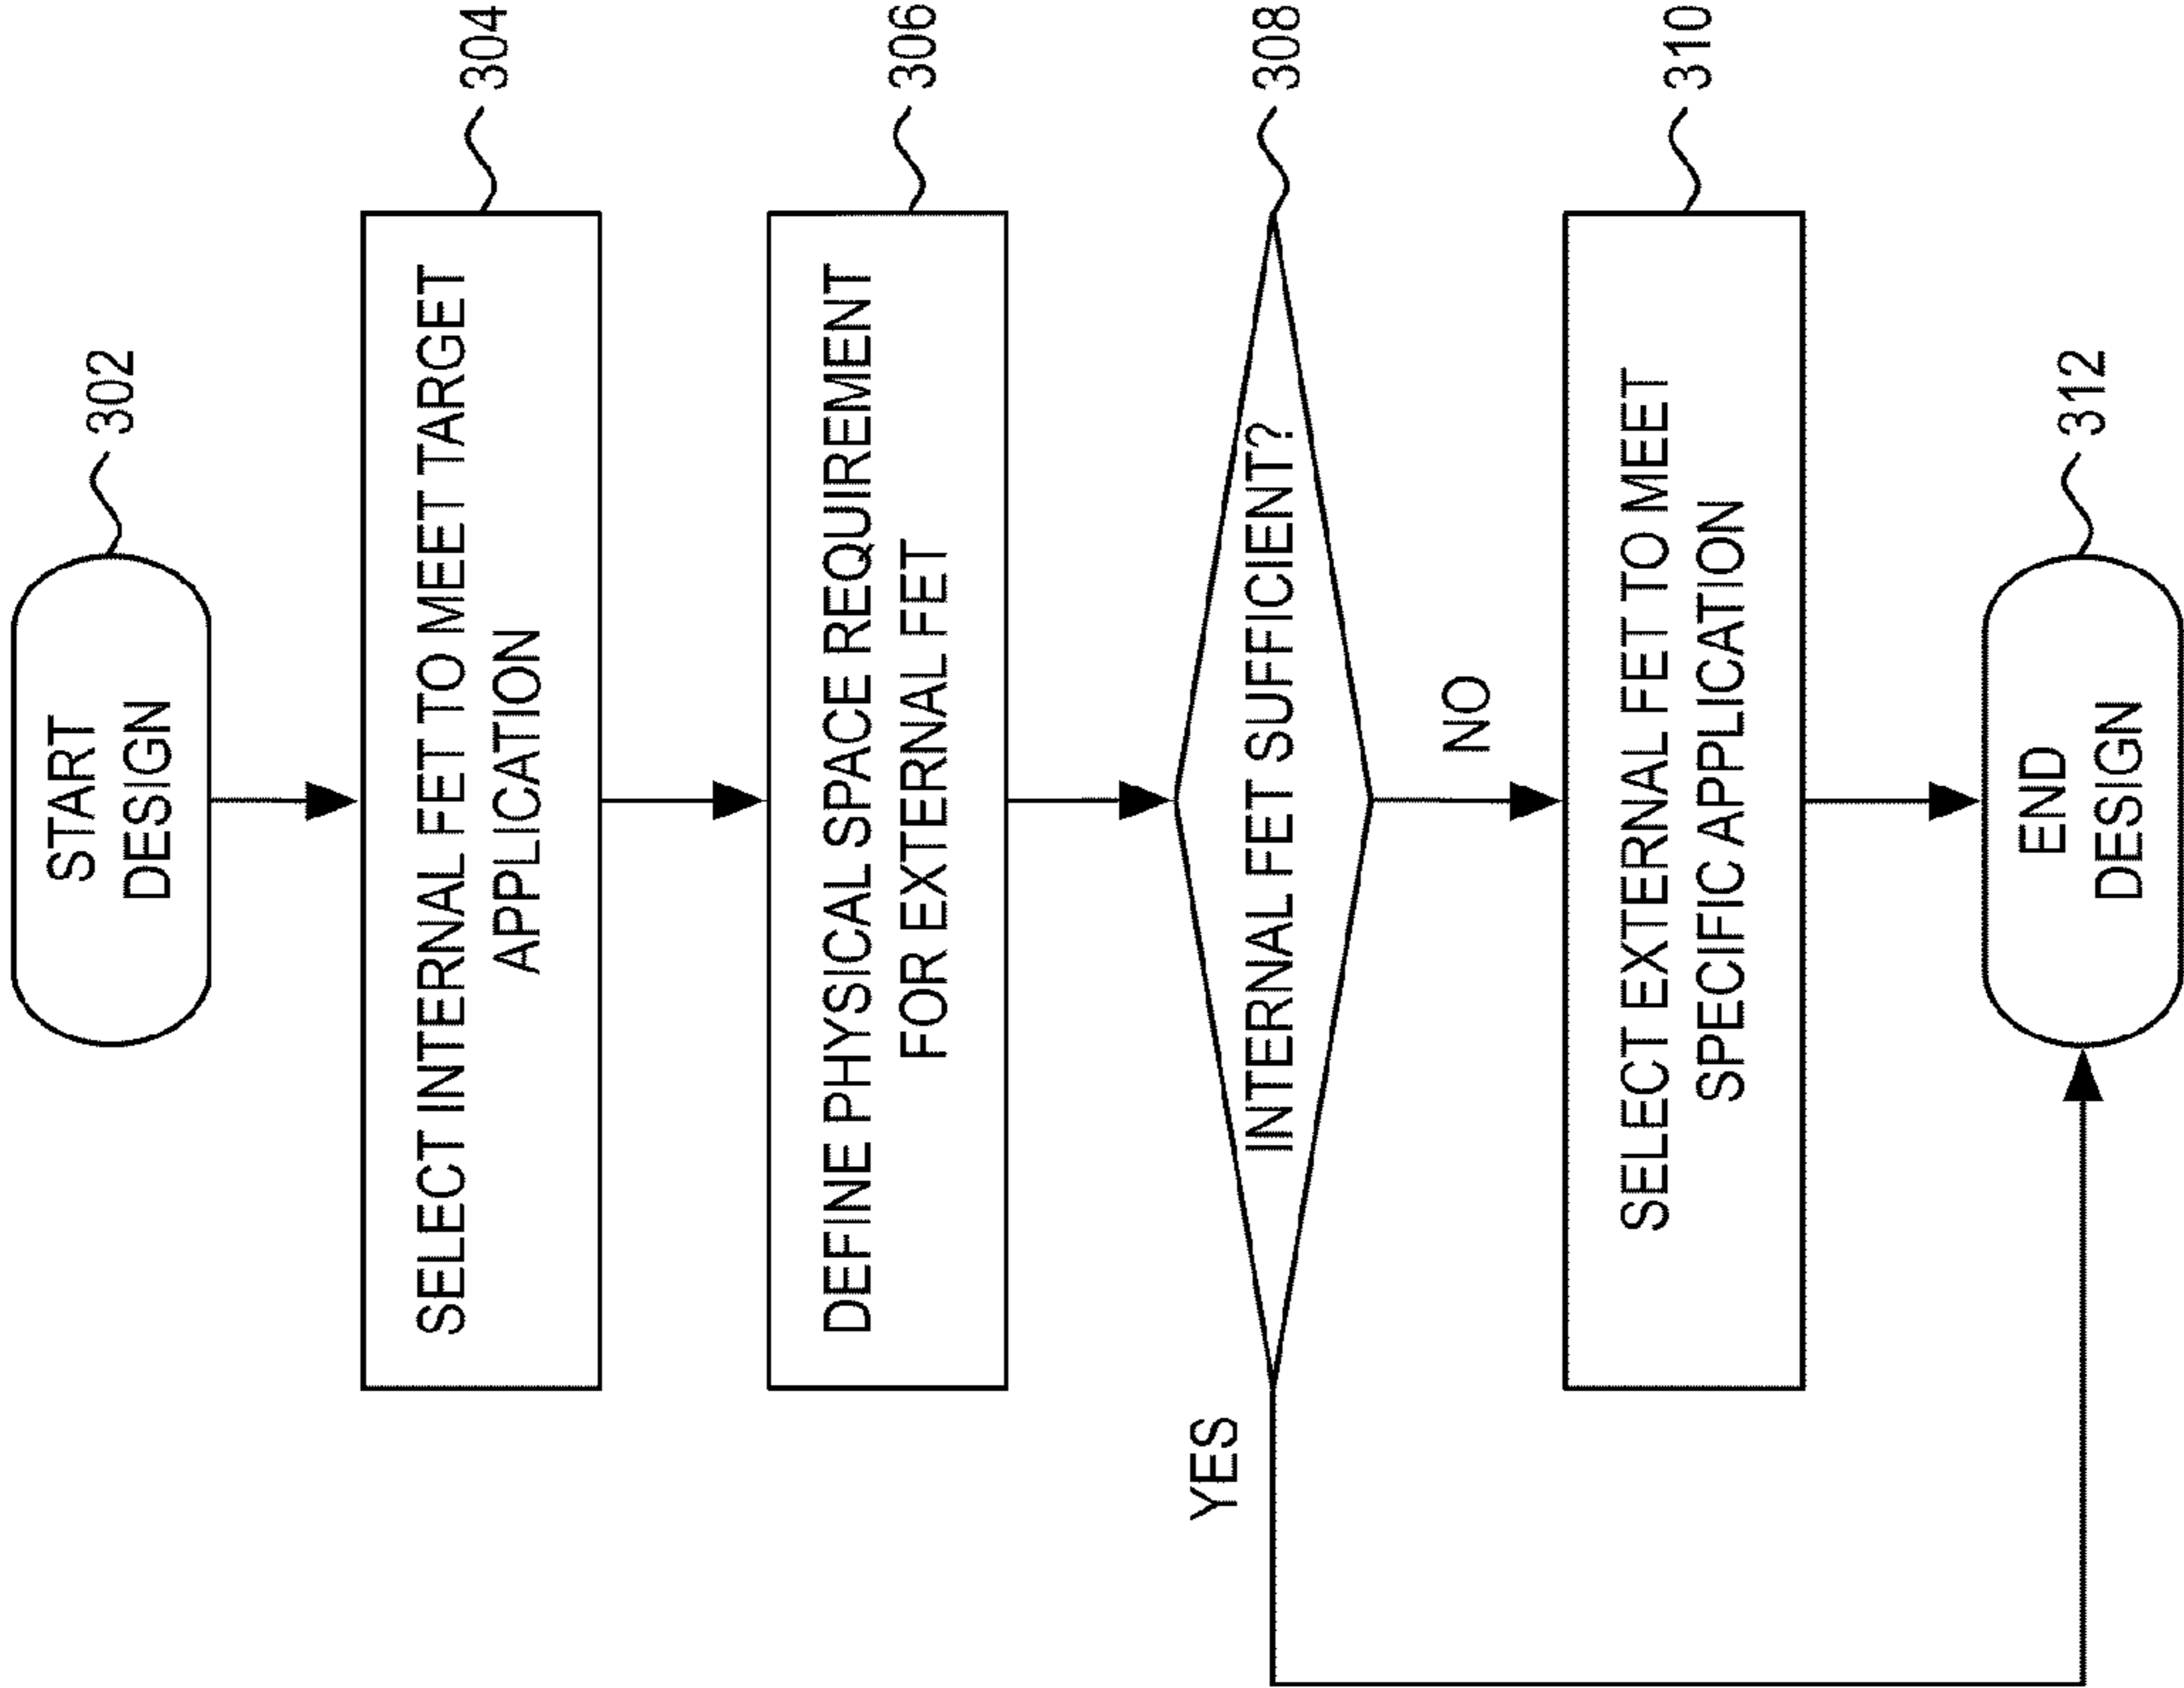 START
DESIGN
302
SELECT INTERNAL FET TO MEET TARGET
APPLICATION
304
DEFINE PHYSICAL SPACE REQUIREMENT
FOR EXTERNAL FET
306
INTERNAL FET SUFFICIENT?
308
YES
NO
SELECT EXTERNAL FET TO MEET
SPECIFIC APPLICATION
310
END
DESIGN
312